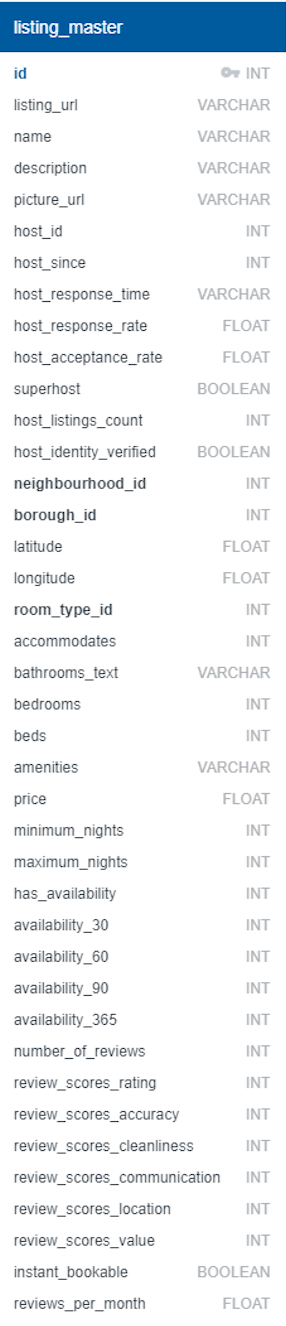 listing_master
id INT
listing_url VARCHAR
name VARCHAR
description VARCHAR
picture_url VARCHAR
host_id INT
host_since INT
host_response_time VARCHAR
host_response_rate FLOAT
host_acceptance_rate FLOAT
superhost BOOLEAN
host_listings_count INT
host_identity_verified BOOLEAN
neighbourhood_id INT
borough_id INT
latitude FLOAT
longitude FLOAT
room_type_id INT
accommodates INT
bathrooms_text VARCHAR
bedrooms INT
beds INT
amenities VARCHAR
price FLOAT
minimum_nights INT
maximum_nights INT
has_availability INT
availability_30 INT
availability_60 INT
availability_90 INT
availability_365 INT
number_of_reviews INT
review_scores_rating INT
review_scores_accuracy INT
review_scores_cleanliness INT
review_scores_communication INT
review_scores_location INT
review_scores_value INT
instant_bookable BOOLEAN
reviews_per_month FLOAT